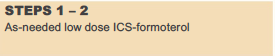 STEPS 1 – 2
As-needed low dose ICS-formoterol